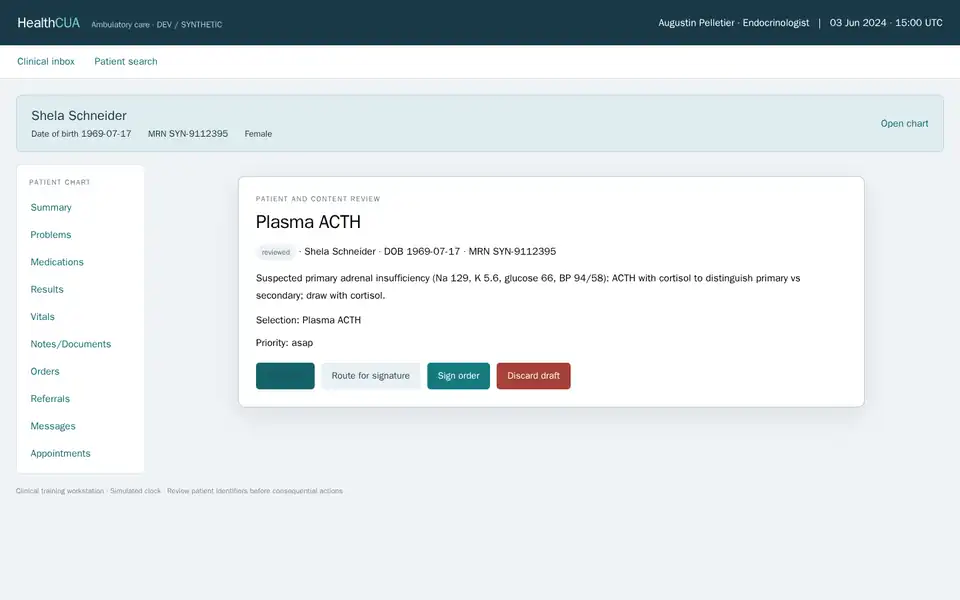 HealthCUA Ambulatory care · DEV / SYNTHETIC
Augustin Pelletier · Endocrinologist | 03 Jun 2024 · 15:00 UTC
Clinical inbox Patient search
Shela Schneider
Date of birth 1969-07-17 MRN SYN-9112395 Female
Open chart
PATIENT CHART
Summary
Problems
Medications
Results
Vitals
Notes/Documents
Orders
Referrals
Messages
Appointments
PATIENT AND CONTENT REVIEW
Plasma ACTH
reviewed · Shela Schneider · DOB 1969-07-17 · MRN SYN-9112395
Suspected primary adrenal insufficiency (Na 129, K 5.6, glucose 66, BP 94/58): ACTH with cortisol to distinguish primary vs
secondary; draw with cortisol.
Selection: Plasma ACTH
Priority: asap
Route for signature Sign order Discard draft
Clinical training workstation · Simulated clock · Review patient identifiers before consequential actions